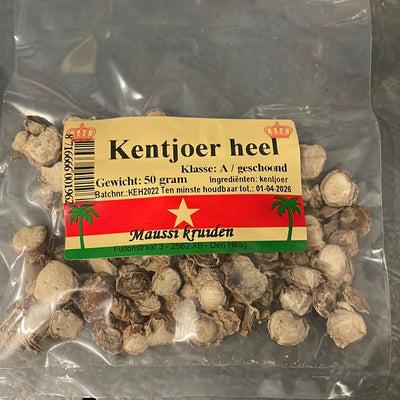 Kentjoer heel
Klasse: A / geschoond
Gewicht: 50 gram
Ingrediënten: kentjoer
Batchnr.:KEH2022 Ten minste houdbaar tot.: 01-04-2026
Maussi kruiden
Futonstraat 3 - 2562 XB - Den Haag